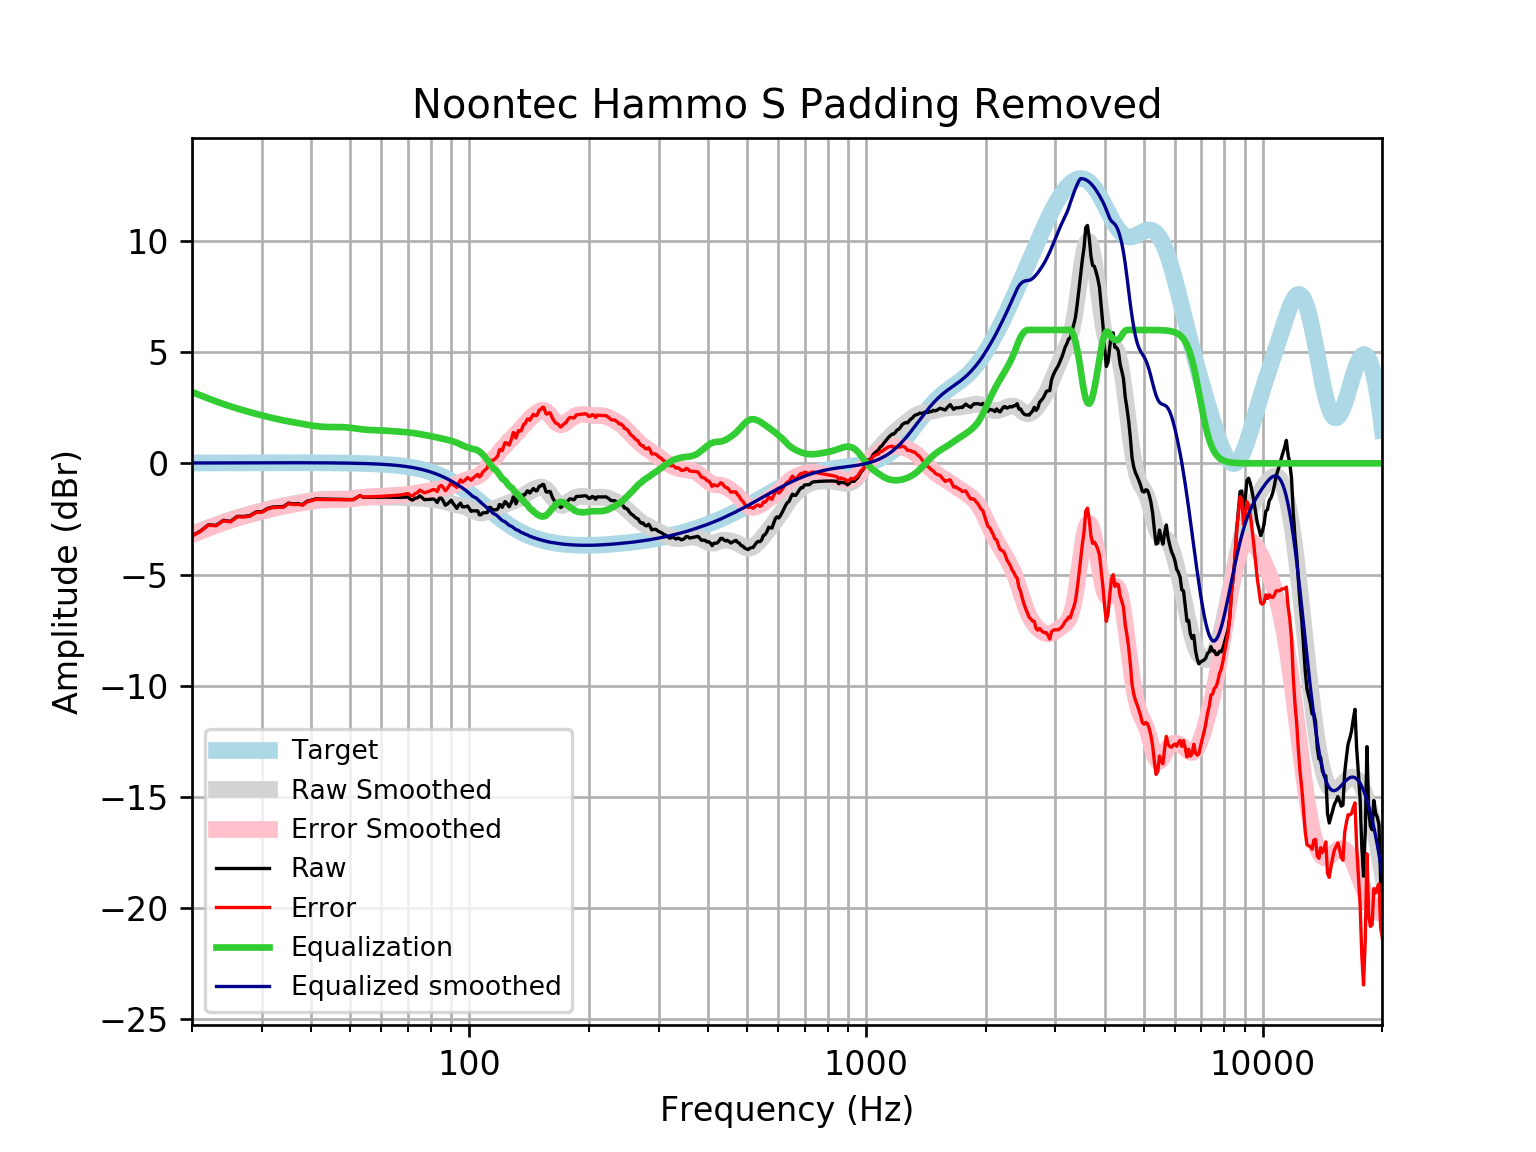 Noontec Hammo S Padding Removed
10
5
0
−5
−10
−15
−20
−25
Amplitude (dBr)
Target
Raw Smoothed
Error Smoothed
Raw
Error
Equalization
Equalized smoothed
100
1000
10000
Frequency (Hz)